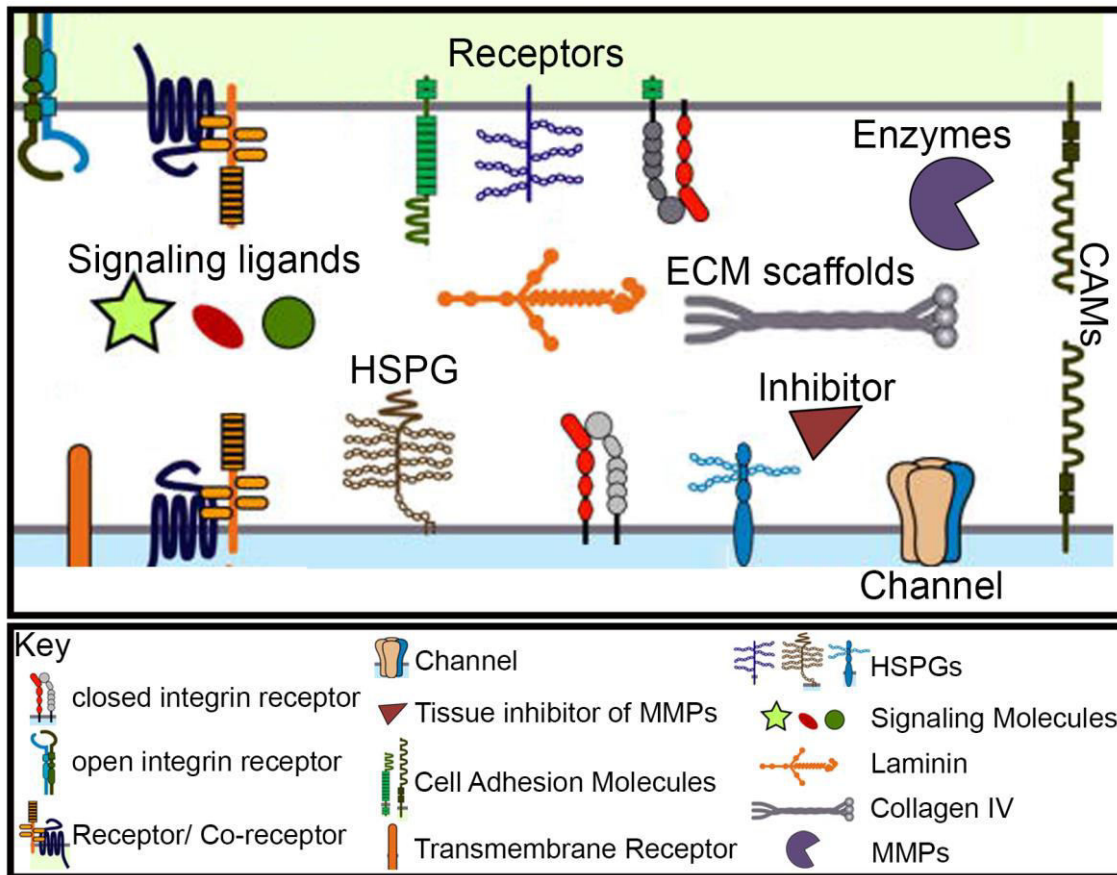 Receptors
Enzymes
Signaling ligands
ECM scaffolds
CAMs
HSPG
Inhibitor
Channel
Key
closed integrin receptor
open integrin receptor
Receptor/ Co-receptor
Channel
Tissue inhibitor of MMPs
Cell Adhesion Molecules
Transmembrane Receptor
HSPGs
Signaling Molecules
Laminin
Collagen IV
MMPs